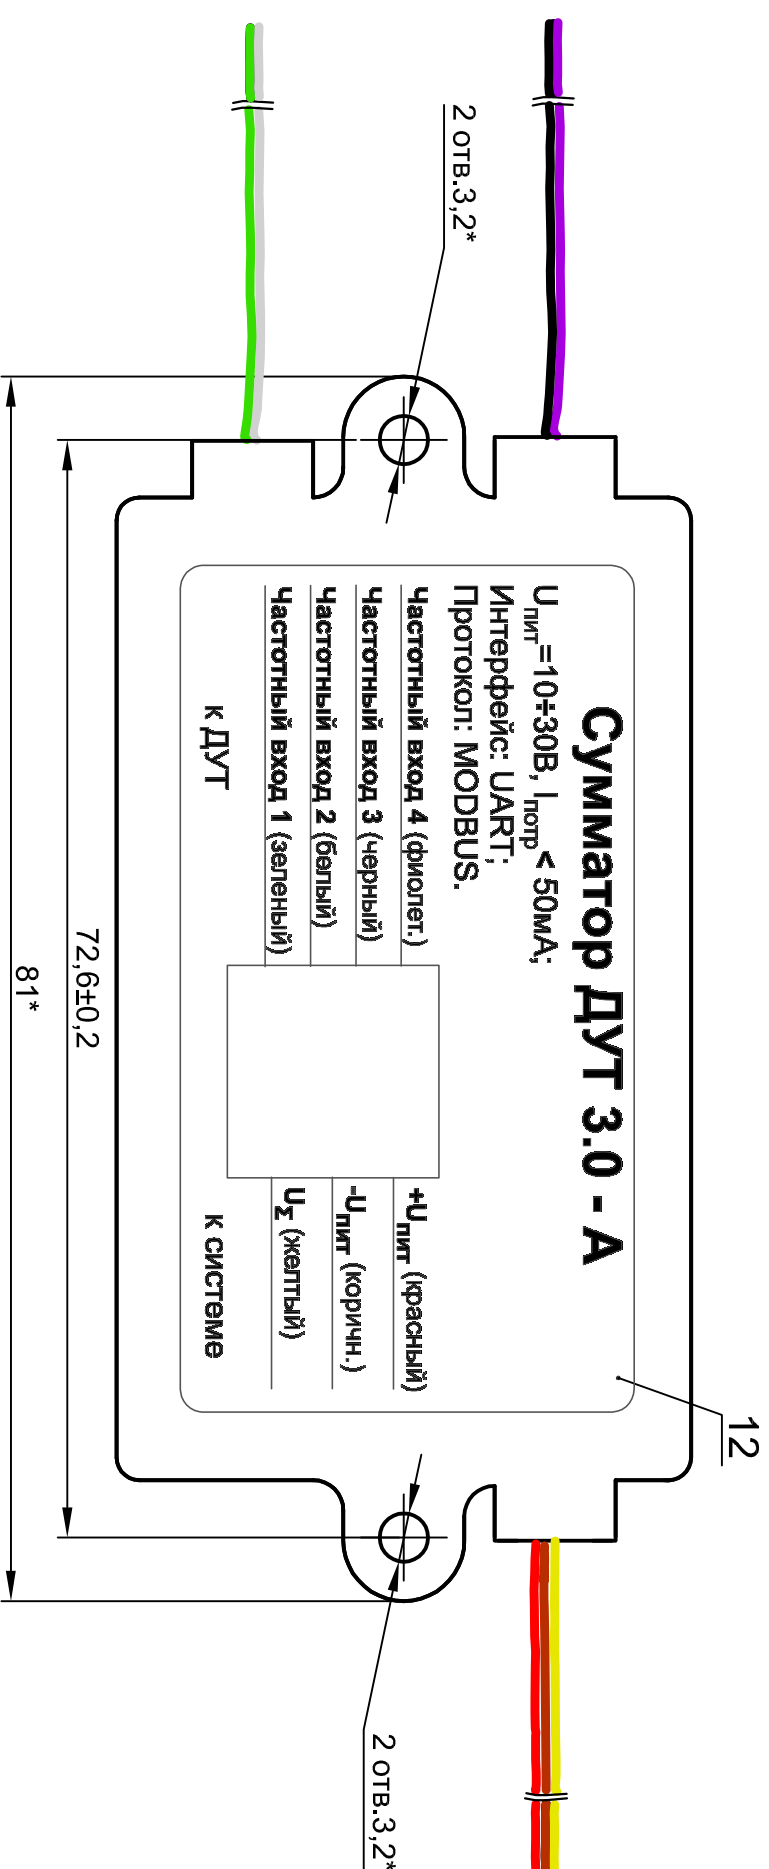 Сумматор ДУТ 3.0 - А
U пит=10÷30В, I потр < 50мА;
Интерфейс: UART;
Протокол: MODBUS.
Частотный вход 4 (фиолет.)
Частотный вход 3 (черный)
Частотный вход 2 (белый)
Частотный вход 1 (зеленый)
к ДУТ
+Uпит (красный)
-Uпит (коричн.)
UΣ (желтый)
к системе
12
2 отв.3,2*
2 отв.3,2*
72,6±0,2
81*